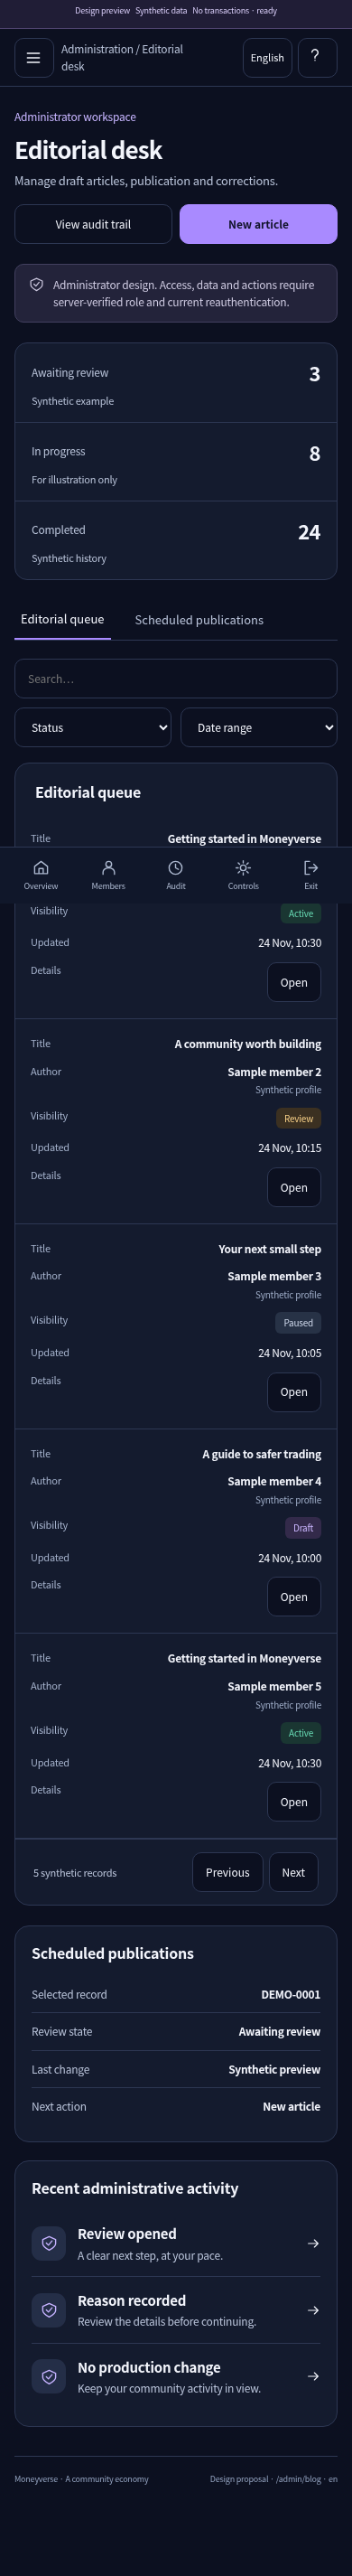 Design preview Synthetic data No transactions · ready
Administration / Editorial desk
English
?
Administrator workspace
Editorial desk
Manage draft articles, publication and corrections.
View audit trail
New article
Administrator design. Access, data and actions require
server-verified role and current reauthentication.
Awaiting review
3
Synthetic example
In progress
8
For illustration only
Completed
24
Synthetic history
Editorial queue
Scheduled publications
Search…
Status
Date range
Editorial queue
Title
Getting started in Moneyverse
Overview
Members
Audit
Controls
Exit
Visibility
Active
Updated
24 Nov, 10:30
Details
Open
Title
A community worth building
Author
Sample member 2
Synthetic profile
Visibility
Review
Updated
24 Nov, 10:15
Details
Open
Title
Your next small step
Author
Sample member 3
Synthetic profile
Visibility
Paused
Updated
24 Nov, 10:05
Details
Open
Title
A guide to safer trading
Author
Sample member 4
Synthetic profile
Visibility
Draft
Updated
24 Nov, 10:00
Details
Open
Title
Getting started in Moneyverse
Author
Sample member 5
Synthetic profile
Visibility
Active
Updated
24 Nov, 10:30
Details
Open
5 synthetic records
Previous
Next
Scheduled publications
Selected record
DEMO-0001
Review state
Awaiting review
Last change
Synthetic preview
Next action
New article
Recent administrative activity
Review opened
A clear next step, at your pace.
→
Reason recorded
Review the details before continuing.
→
No production change
Keep your community activity in view.
→
Moneyverse · A community economy
Design proposal · /admin/blog · en